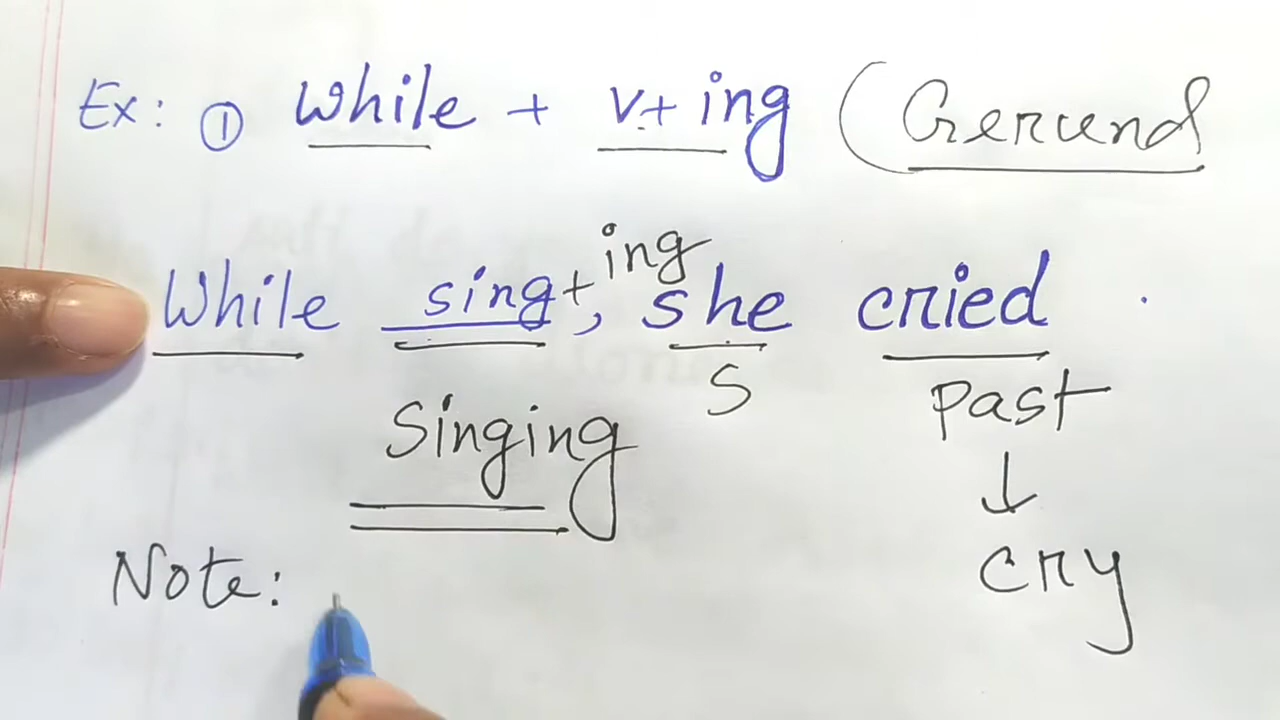 Ex: ① While + v+ing (Gerund
ing
While sing+, she cried.
S
Singing
past
↓
Note:
cry